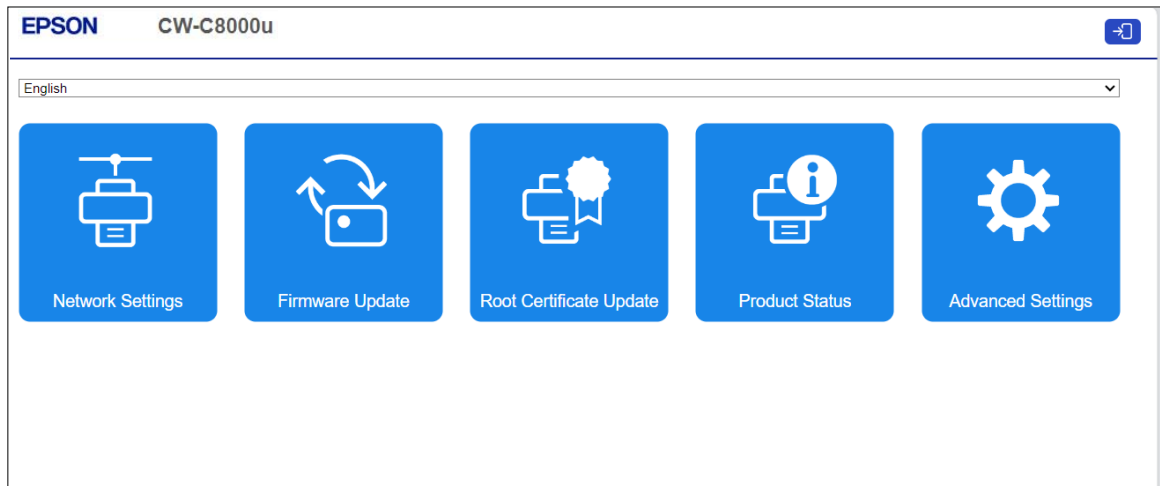 EPSON CW-C8000u
English
Network Settings Firmware Update Root Certificate Update Product Status Advanced Settings